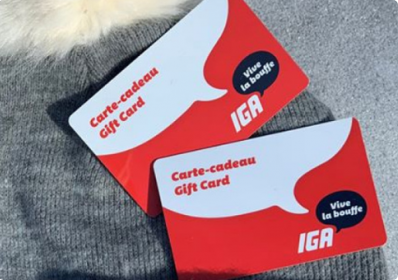 Carte-cadeau
Gift Card
Vive
la bouffe
IGA
Carte-cadeau
Gift Card
Vive
la bouffe
IGA